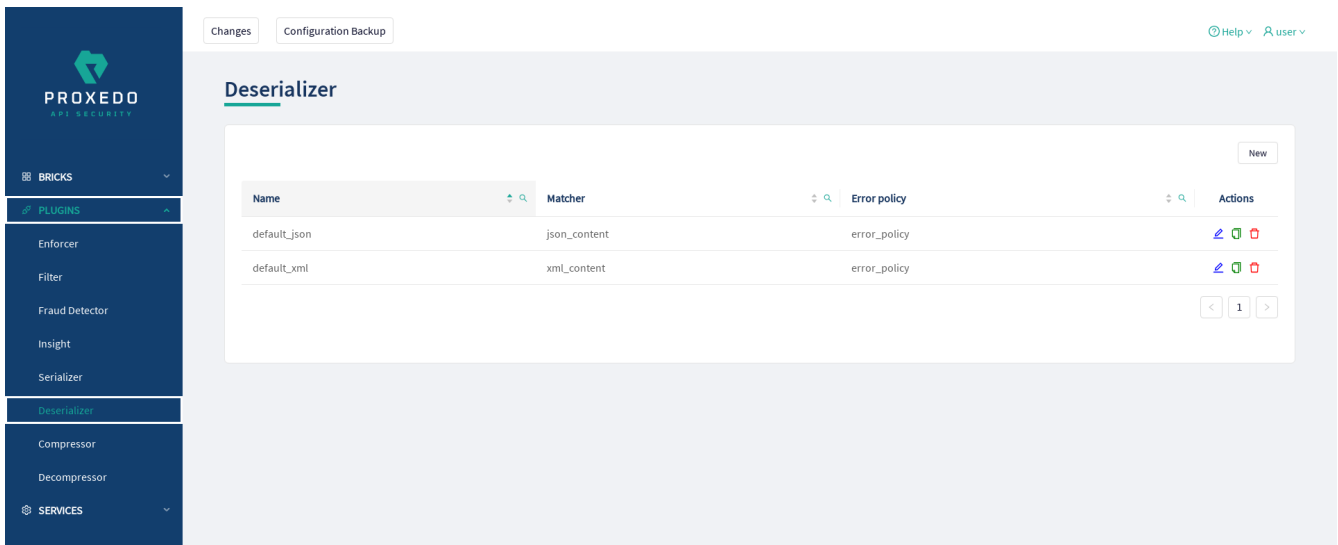 Changes
Configuration Backup
Help
user
PROXEDO
API SECURITY
BRICKS
PLUGINS
Enforcer
Filter
Fraud Detector
Insight
Serializer
Deserializer
Compressor
Decompressor
SERVICES
Deserializer
New
Name Matcher Error policy Actions
default_json json_content error_policy
default_xml xml_content error_policy
< 1 >